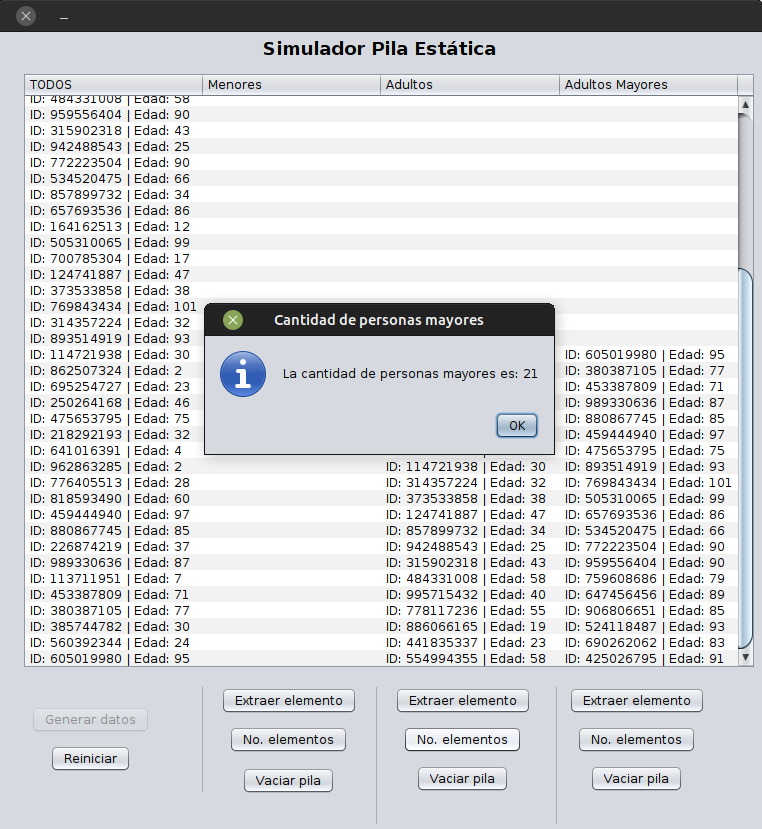 Simulador Pila Estática
TODOS Menores Adultos Adultos Mayores
ID: 484331008 | Edad: 58
ID: 959556404 | Edad: 90
ID: 315902318 | Edad: 43
ID: 942488543 | Edad: 25
ID: 772223504 | Edad: 90
ID: 534520475 | Edad: 66
ID: 857899732 | Edad: 34
ID: 657693536 | Edad: 86
ID: 164162513 | Edad: 12
ID: 505310065 | Edad: 99
ID: 700785304 | Edad: 17
ID: 124741887 | Edad: 47
ID: 373533858 | Edad: 38
ID: 769843434 | Edad: 101
ID: 314357224 | Edad: 32
ID: 893514919 | Edad: 93
ID: 114721938 | Edad: 30 ID: 605019980 | Edad: 95
ID: 862507324 | Edad: 2 ID: 380387105 | Edad: 77
ID: 695254727 | Edad: 23 ID: 453387809 | Edad: 71
ID: 250264168 | Edad: 46 ID: 989330636 | Edad: 87
ID: 475653795 | Edad: 75 ID: 880867745 | Edad: 85
ID: 218292193 | Edad: 32 ID: 459444940 | Edad: 97
ID: 641016391 | Edad: 4 ID: 475653795 | Edad: 75
ID: 962863285 | Edad: 2 ID: 114721938 | Edad: 30 ID: 893514919 | Edad: 93
ID: 776405513 | Edad: 28 ID: 314357224 | Edad: 32 ID: 769843434 | Edad: 101
ID: 818593490 | Edad: 60 ID: 373533858 | Edad: 38 ID: 505310065 | Edad: 99
ID: 459444940 | Edad: 97 ID: 124741887 | Edad: 47 ID: 657693536 | Edad: 86
ID: 880867745 | Edad: 85 ID: 857899732 | Edad: 34 ID: 534520475 | Edad: 66
ID: 226874219 | Edad: 37 ID: 942488543 | Edad: 25 ID: 772223504 | Edad: 90
ID: 989330636 | Edad: 87 ID: 315902318 | Edad: 43 ID: 959556404 | Edad: 90
ID: 113711951 | Edad: 7 ID: 484331008 | Edad: 58 ID: 759608686 | Edad: 79
ID: 453387809 | Edad: 71 ID: 995715432 | Edad: 40 ID: 647456456 | Edad: 89
ID: 380387105 | Edad: 77 ID: 778117236 | Edad: 55 ID: 906806651 | Edad: 85
ID: 385744782 | Edad: 30 ID: 886066165 | Edad: 19 ID: 524118487 | Edad: 93
ID: 560392344 | Edad: 24 ID: 441835337 | Edad: 23 ID: 690262062 | Edad: 83
ID: 605019980 | Edad: 95 ID: 554994355 | Edad: 58 ID: 425026795 | Edad: 91
Cantidad de personas mayores
La cantidad de personas mayores es: 21
OK
Generar datos
Reiniciar
Extraer elemento Extraer elemento Extraer elemento
No. elementos No. elementos No. elementos
Vaciar pila Vaciar pila Vaciar pila